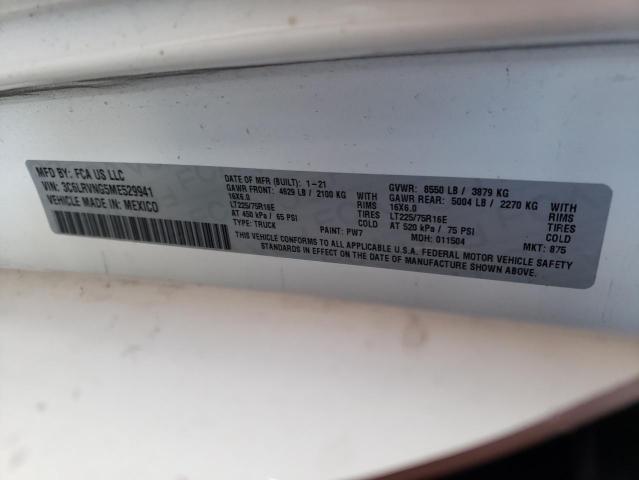 MFD BY: FCA US LLC
VIN: 3C6LRVNG5ME529941
VEHICLE MADE IN: MEXICO
DATE OF MFR (BUILT): 1-21
GAWR FRONT: 4629 LB / 2100 KG
16X6.0 RIMS
LT225/75R16E TIRES
AT 450 kPa / 65 PSI COLD
TYPE: TRUCK PAINT: PW7
GVWR: 8550 LB / 3879 KG
GAWR REAR: 5004 LB / 2270 KG
16X6.0 RIMS
LT225/75R16E TIRES
AT 520 kPa / 75 PSI COLD
MDH: 011504 MKT: 875
THIS VEHICLE CONFORMS TO ALL APPLICABLE U.S.A. FEDERAL MOTOR VEHICLE SAFETY
STANDARDS IN EFFECT ON THE DATE OF MANUFACTURE SHOWN ABOVE.